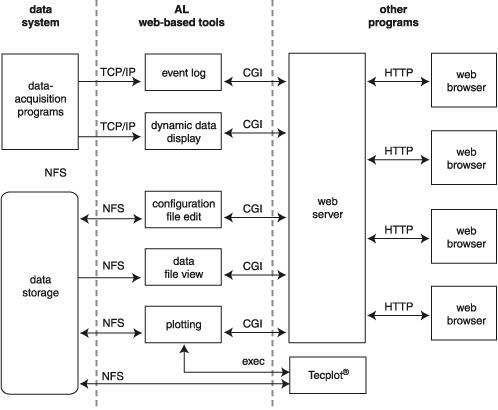 data
system
AL
web-based tools
other
programs
data-
acquisition
programs
TCP/IP
event log
CGI
HTTP
web
browser
TCP/IP
dynamic data
display
CGI
HTTP
web
browser
NFS
web
server
NFS
configuration
file edit
CGI
HTTP
web
browser
data
storage
NFS
data
file view
CGI
NFS
plotting
CGI
HTTP
web
browser
exec
NFS
Tecplot®